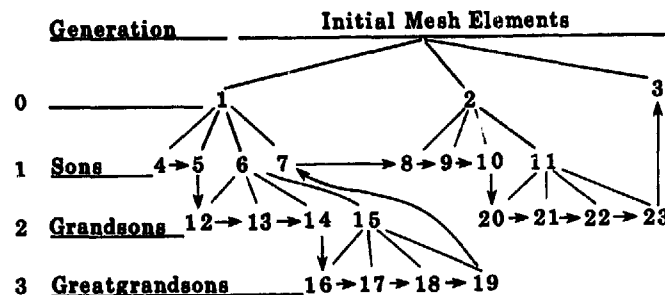 Generation Initial Mesh Elements
3
0 1 2
1 Sons 4 → 5 6 7 → 8 → 9 → 10 11
2 Grandsons 12 → 13 → 14 15 20 → 21 → 22 → 23
3 Greatgrandsons 16 → 17 → 18 → 19